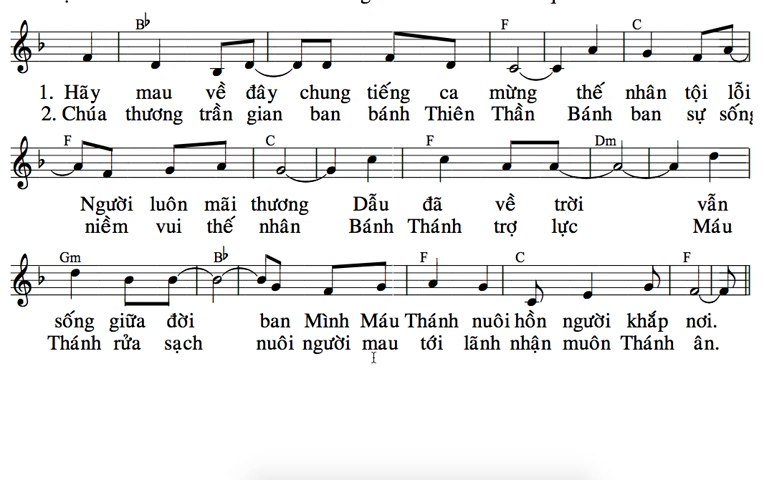 B♭ F C
1. Hãy mau về đây chung tiếng ca mừng thế nhân tội lỗi
2. Chúa thương trần gian ban bánh Thiên Thần Bánh ban sự sống
F C F Dm
Người luôn mãi thương Dẫu đã về trời vẫn
niềm vui thế nhân Bánh Thánh trợ lực Máu
Gm B♭ F C F
sống giữa đời ban Mình Máu Thánh nuôi hồn người khắp nơi.
Thánh rửa sạch nuôi người mau tới lãnh nhận muôn Thánh ân.